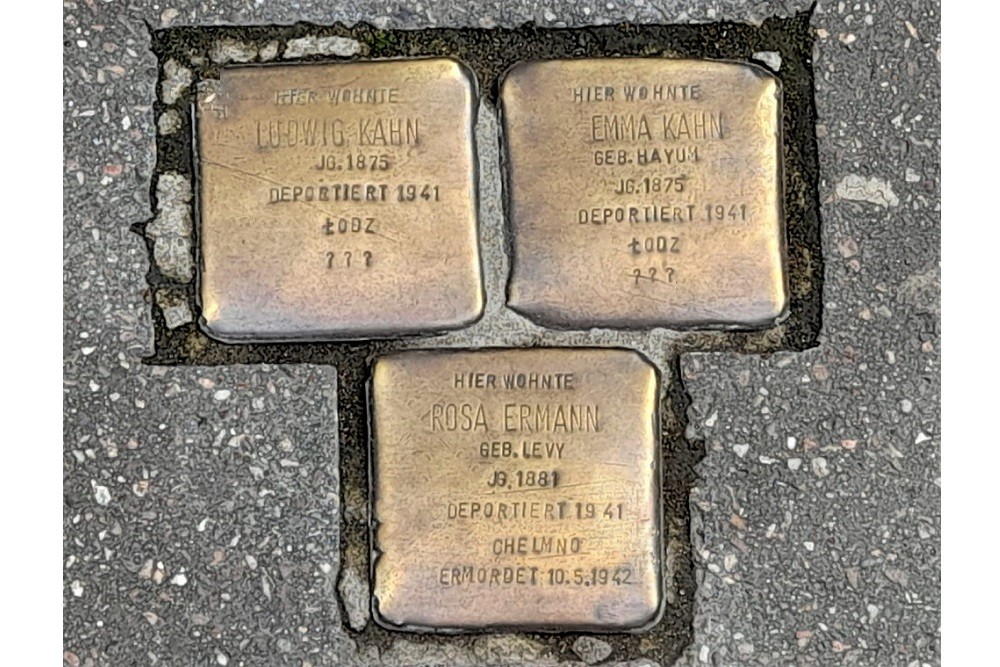 HIER WOHNTE
LUDWIG KAHN
JG. 1875
DEPORTIERT 1941
ŁODZ
? ? ?
HIER WOHNTE
EMMA KAHN
GEB. HAYUM
JG. 1875
DEPORTIERT 1941
ŁODZ
? ? ?
HIER WOHNTE
ROSA ERMANN
GEB. LEVY
JG. 1881
DEPORTIERT 1941
CHELMNO
ERMORDET 10.5.1942